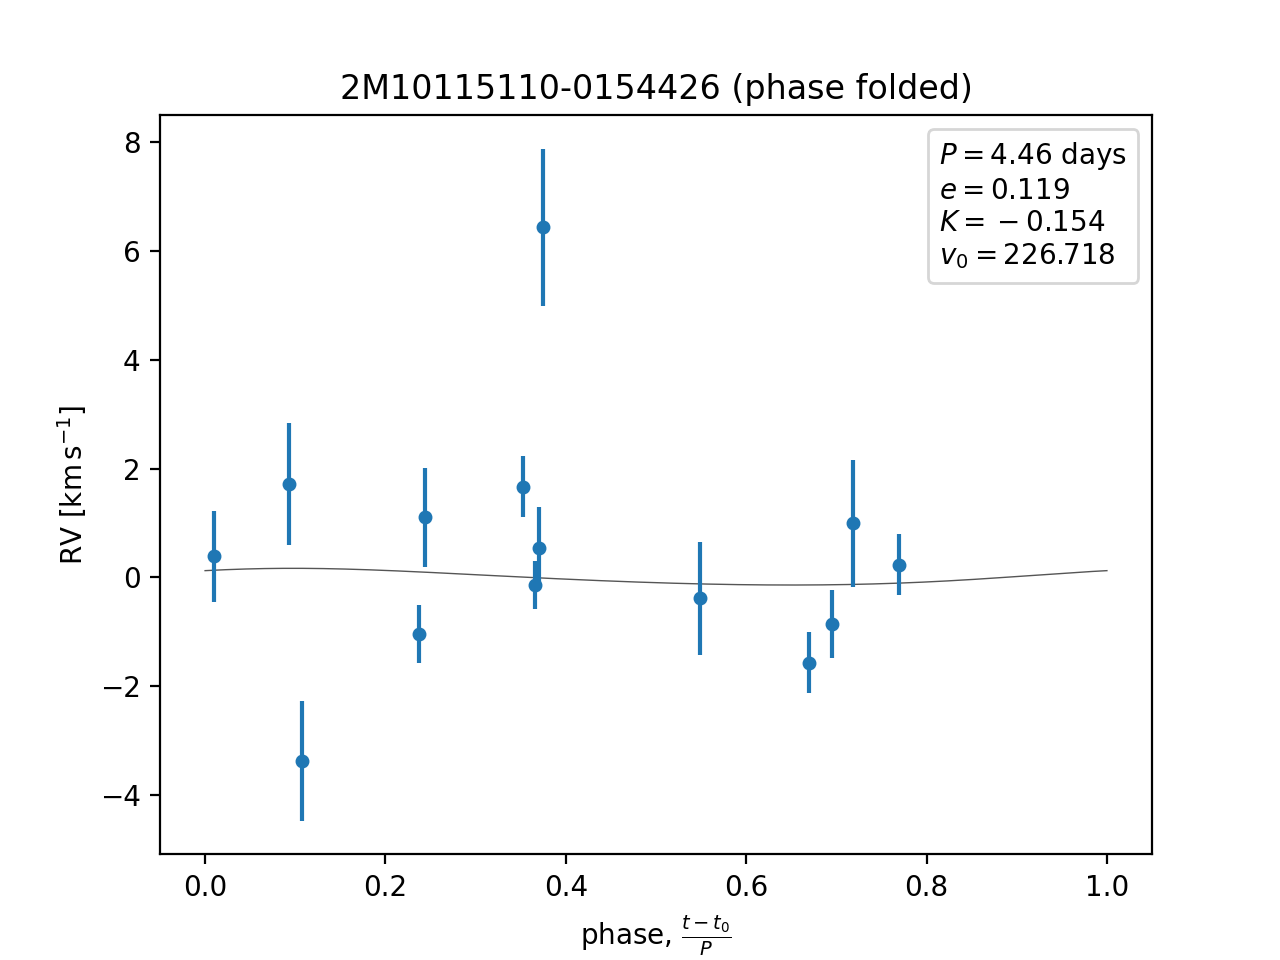 2M10115110-0154426 (phase folded)
P = 4.46 days
e = 0.119
K = −0.154
v₀ = 226.718
8
6
4
2
0
−2
−4
RV [km s⁻¹]
0.0 0.2 0.4 0.6 0.8 1.0
phase, (t − t₀)/P